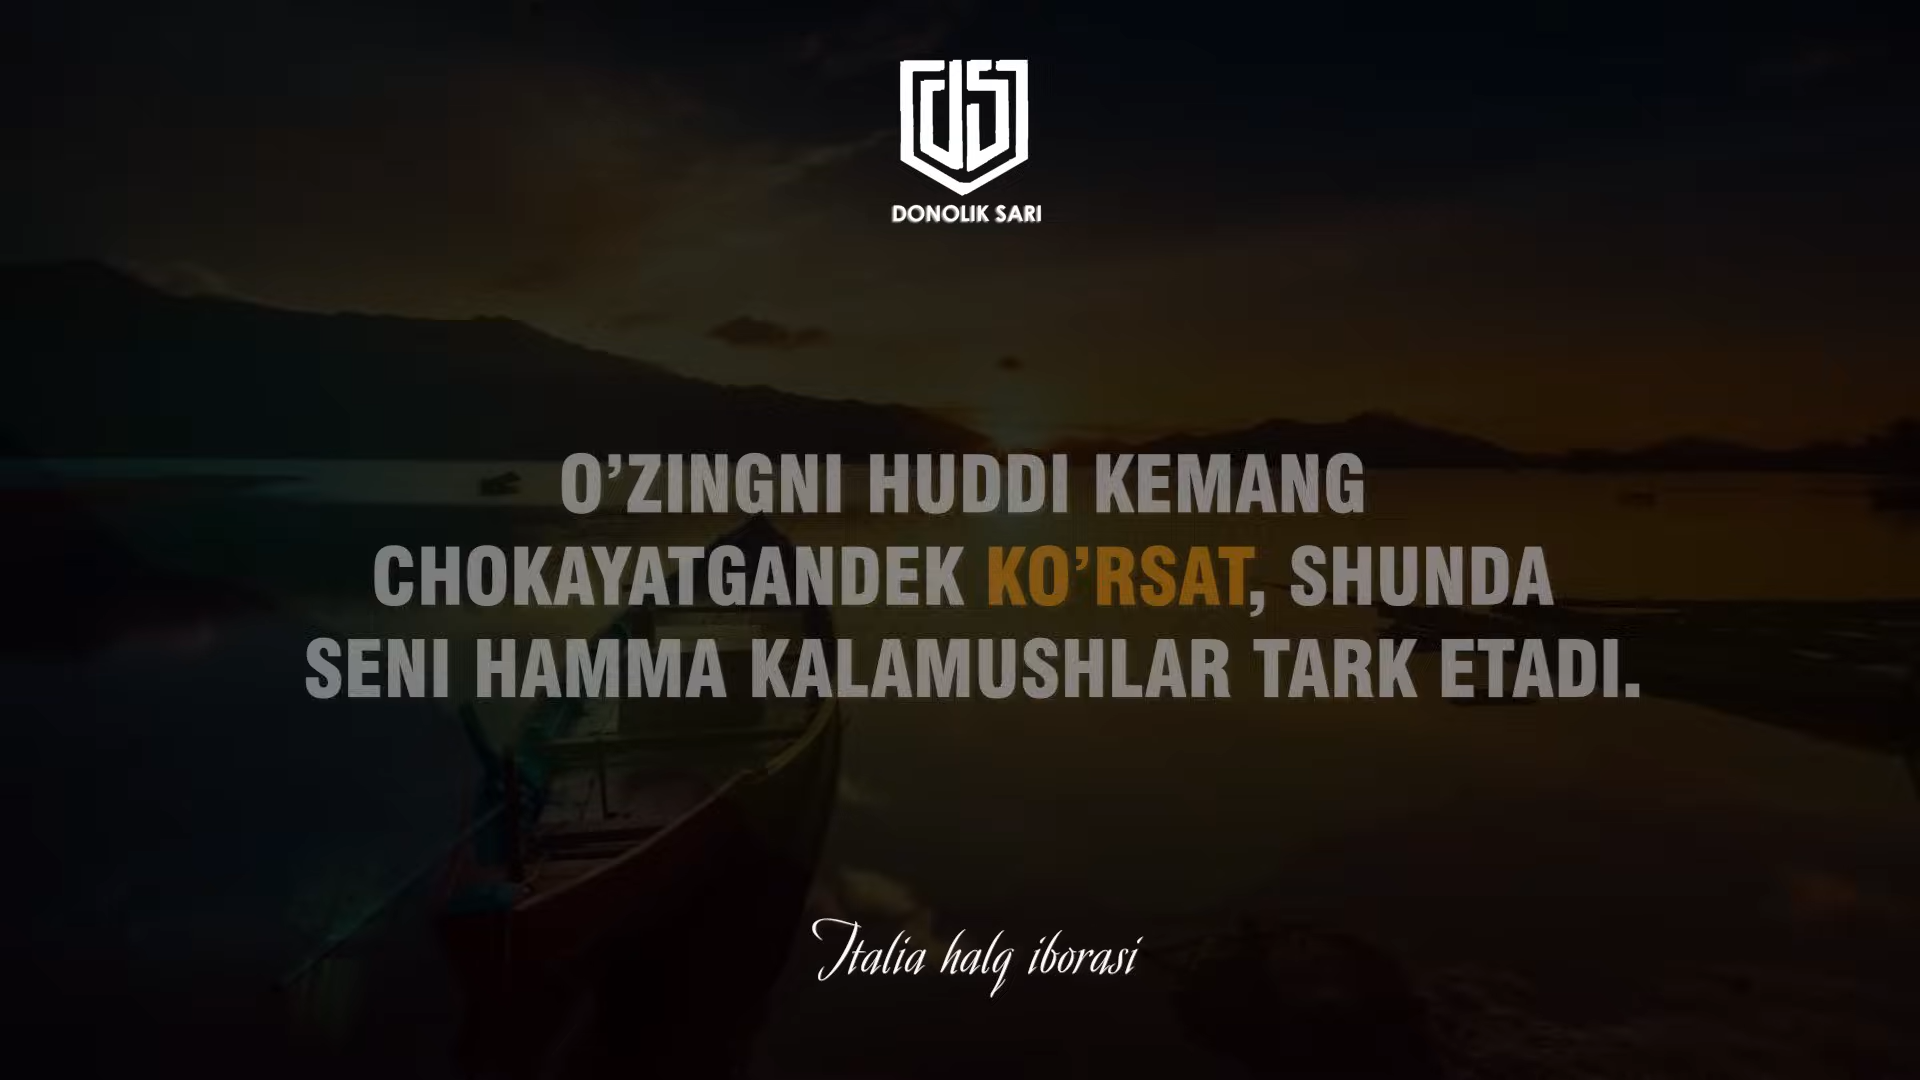 DONOLIK SARI
O’ZINGNI HUDDI KEMANG
CHOKAYATGANDEK KO’RSAT, SHUNDA
SENI HAMMA KALAMUSHLAR TARK ETADI.
Italia halq iborasi